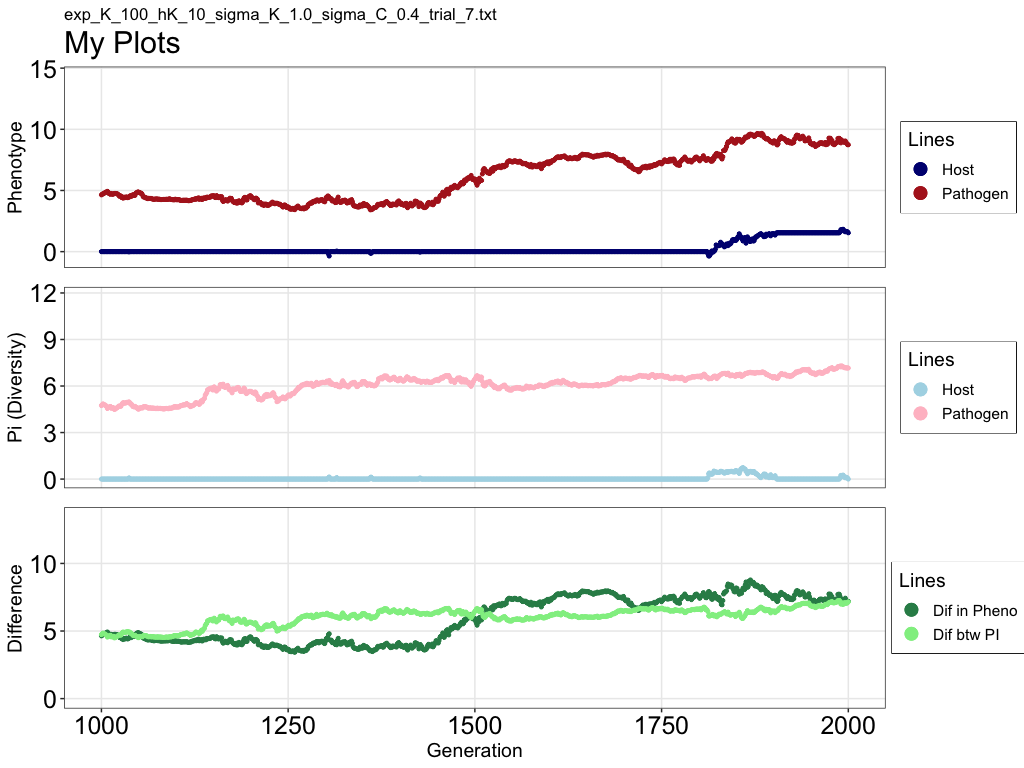 exp_K_100_hK_10_sigma_K_1.0_sigma_C_0.4_trial_7.txt
My Plots
Phenotype
15
10
5
0
Lines
Host
Pathogen
Pi (Diversity)
12
9
6
3
0
Lines
Host
Pathogen
Difference
10
5
0
Lines
Dif in Pheno
Dif btw PI
1000 1250 1500 1750 2000
Generation